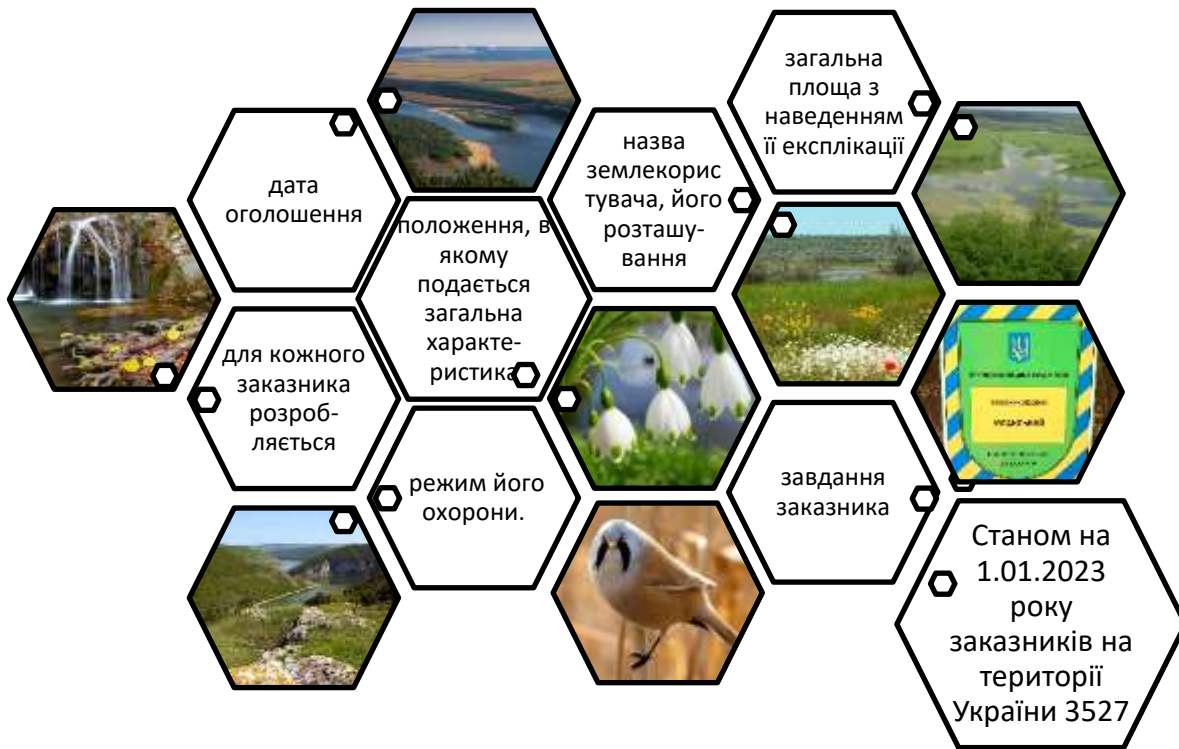 загальна
площа з
наведенням
її експлікації
дата
оголошення
назва
землекорис
тувача, його
розташу-
вання
положення, в
якому
подається
загальна
характе-
ристика
для кожного
заказника
розроб-
ляється
режим його
охорони.
завдання
заказника
Станом на
1.01.2023
року
заказників на
території
України 3527